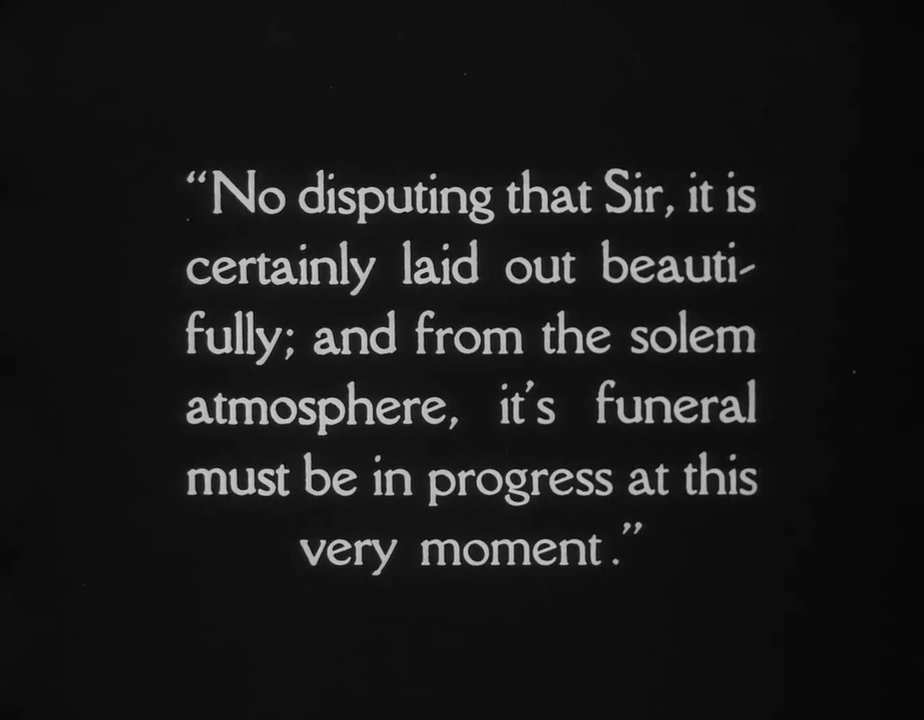 “No disputing that Sir, it is
certainly laid out beauti-
fully; and from the solem
atmosphere, it's funeral
must be in progress at this
very moment.”